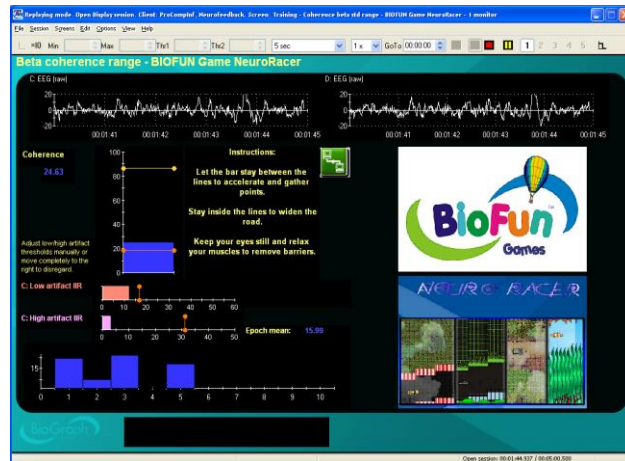 Replaying mode Open Display session. Client: ProCompInf, Neurofeedback. Screen: Training - Coherence beta std range - BIOFUN Game NeuroRacer - 1 monitor
File Session Screens Edit Options View Help
L ×10 Min Max Thr1 Thr2 5 sec 1 x GoTo 00:00:00 1 2 3 4 5
Beta coherence range - BIOFUN Game NeuroRacer
C: EEG (raw) D: EEG (raw)
20 20
0 0
-20 -20
00:01:41 00:01:42 00:01:43 00:01:44 00:01:45 00:01:41 00:01:42 00:01:43 00:01:44 00:01:45
Coherence
24.63
100
80
60
40
20
0
Instructions:
Let the bar stay between the
lines to accelerate and gather
points.
Stay inside the lines to widen the
road.
Keep your eyes still and relax
your muscles to remove barriers.
Adjust low/high artifact
thresholds manually or
move completely to the
right to disregard.
BioFun
Games
NEURO RACER
C: Low artifact IIR
0 10 20 30 40 50 60
C: High artifact IIR
0 10 20 30 40 50
Epoch mean: 15.99
15
0 1 2 3 4 5 6 7 8 9 10
BioGraph
Open session: 00:01:44.937 / 00:05:00.500